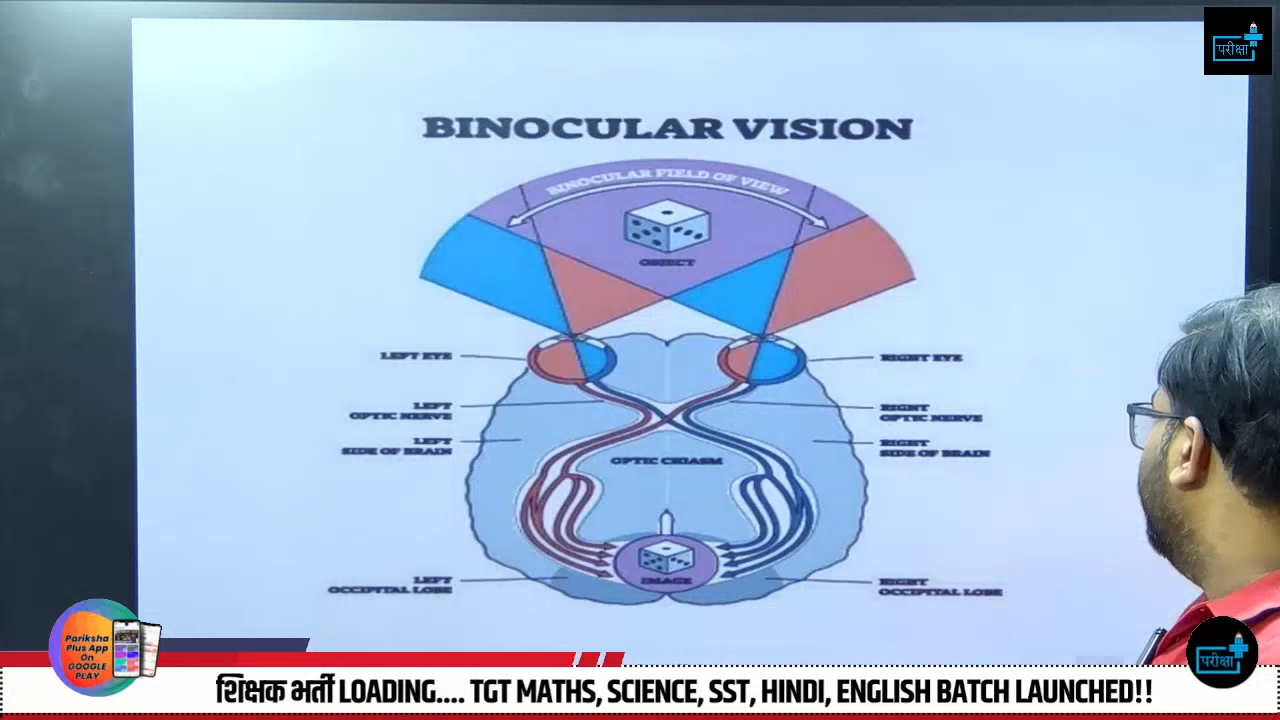 परीक्षा
BINOCULAR VISION
BINOCULAR FIELD OF VIEW
OBJECT
LEFT EYE
RIGHT EYE
LEFT
OPTIC NERVE
RIGHT
OPTIC NERVE
LEFT
SIDE OF BRAIN
RIGHT
SIDE OF BRAIN
OPTIC CHIASM
IMAGE
LEFT
OCCIPITAL LOBE
RIGHT
OCCIPITAL LOBE
Pariksha
Plus App
On
GOOGLE
PLAY
परीक्षा
शिक्षक भर्ती LOADING.... TGT MATHS, SCIENCE, SST, HINDI, ENGLISH BATCH LAUNCHED!!